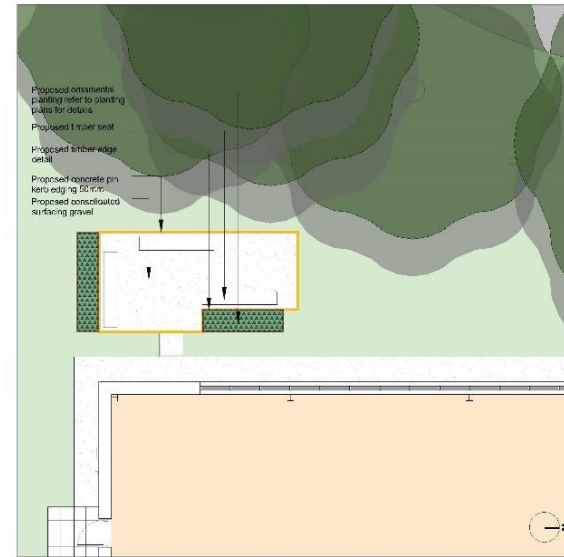 Proposed ornamental
planting refer to planting
plans for details
Proposed timber seat
Proposed timber edge
detail
Proposed concrete pin
kerb edging 50mm
Proposed consolidated
surfacing gravel